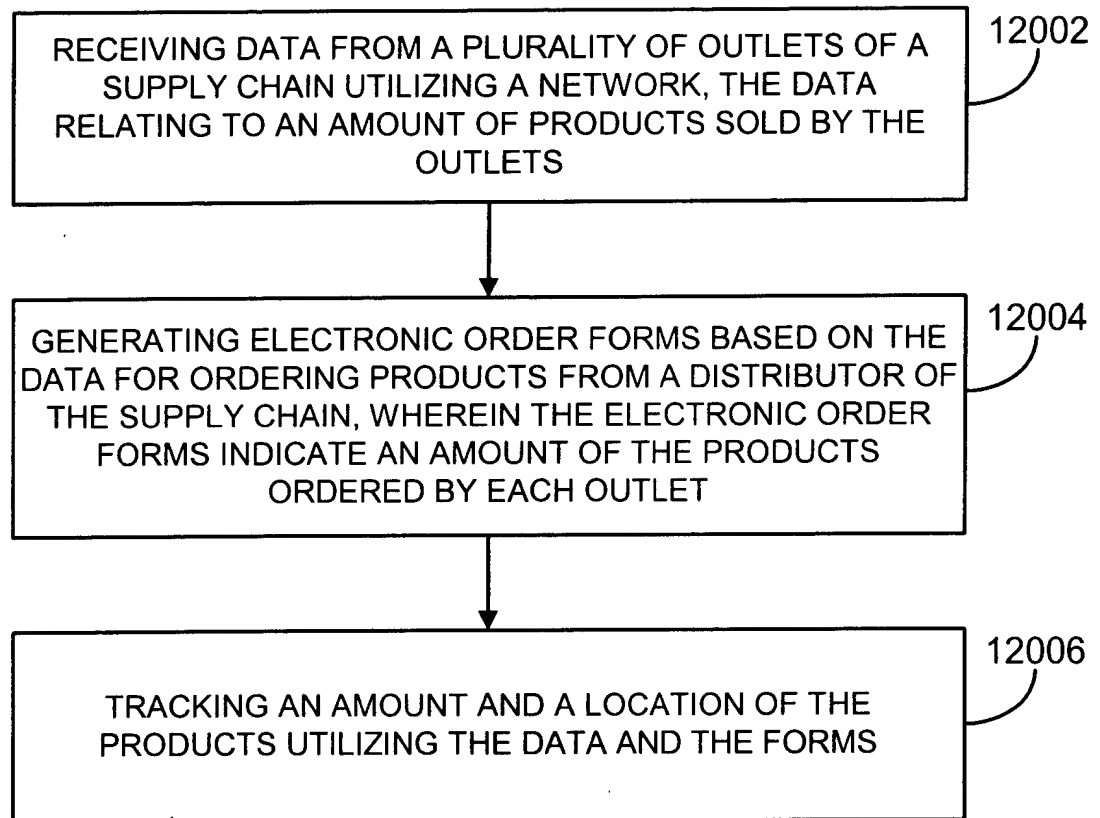 RECEIVING DATA FROM A PLURALITY OF OUTLETS OF A
SUPPLY CHAIN UTILIZING A NETWORK, THE DATA
RELATING TO AN AMOUNT OF PRODUCTS SOLD BY THE
OUTLETS
12002
GENERATING ELECTRONIC ORDER FORMS BASED ON THE
DATA FOR ORDERING PRODUCTS FROM A DISTRIBUTOR OF
THE SUPPLY CHAIN, WHEREIN THE ELECTRONIC ORDER
FORMS INDICATE AN AMOUNT OF THE PRODUCTS
ORDERED BY EACH OUTLET
12004
TRACKING AN AMOUNT AND A LOCATION OF THE
PRODUCTS UTILIZING THE DATA AND THE FORMS
12006